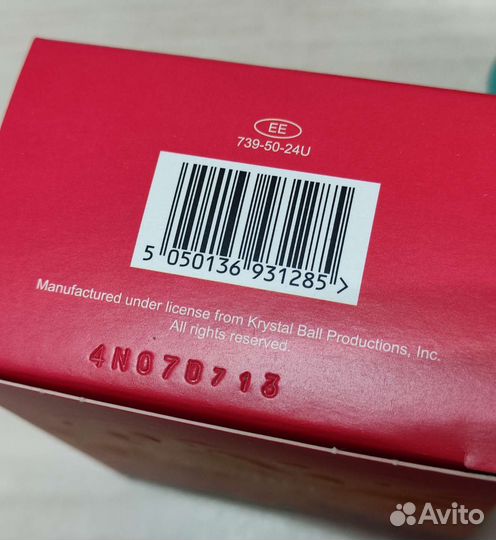 EE
739-50-24U
5 050136 931285 >
Manufactured under license from Krystal Ball Productions, Inc.
All rights reserved.
4N07D713
Avito